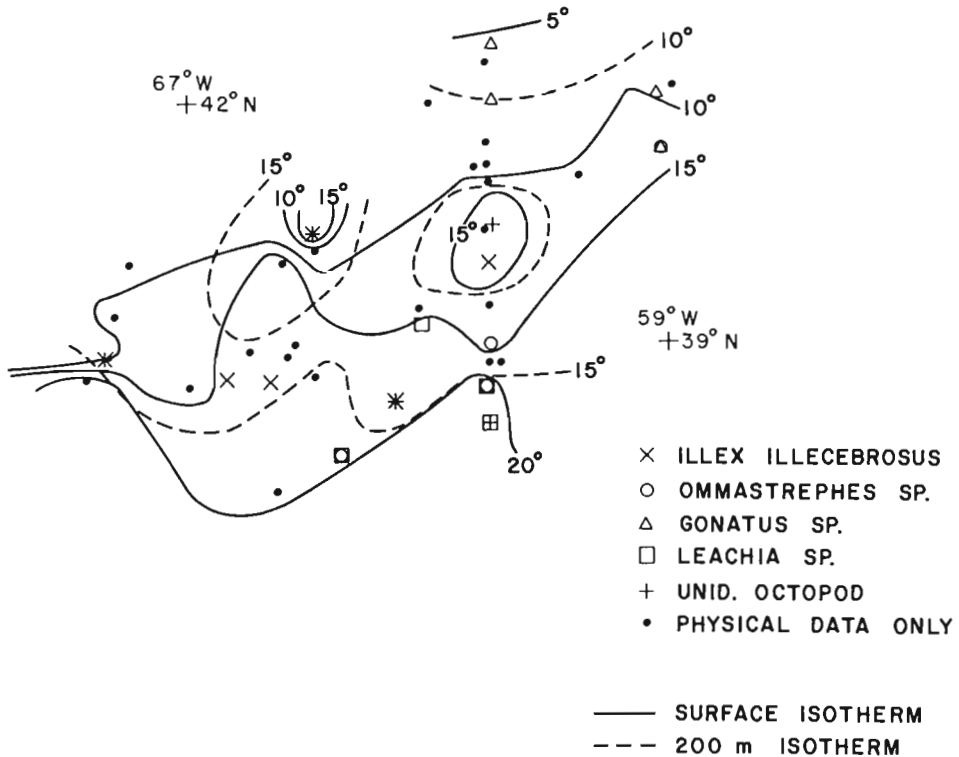 5°
10°
67°W
+42°N
10°
15°
15°
10° 15°
15°
59°W
+39°N
15°
20°
× ILLEX ILLECEBROSUS
○ OMMASTREPHES SP.
△ GONATUS SP.
□ LEACHIA SP.
+ UNID. OCTOPOD
• PHYSICAL DATA ONLY
SURFACE ISOTHERM
200 m ISOTHERM